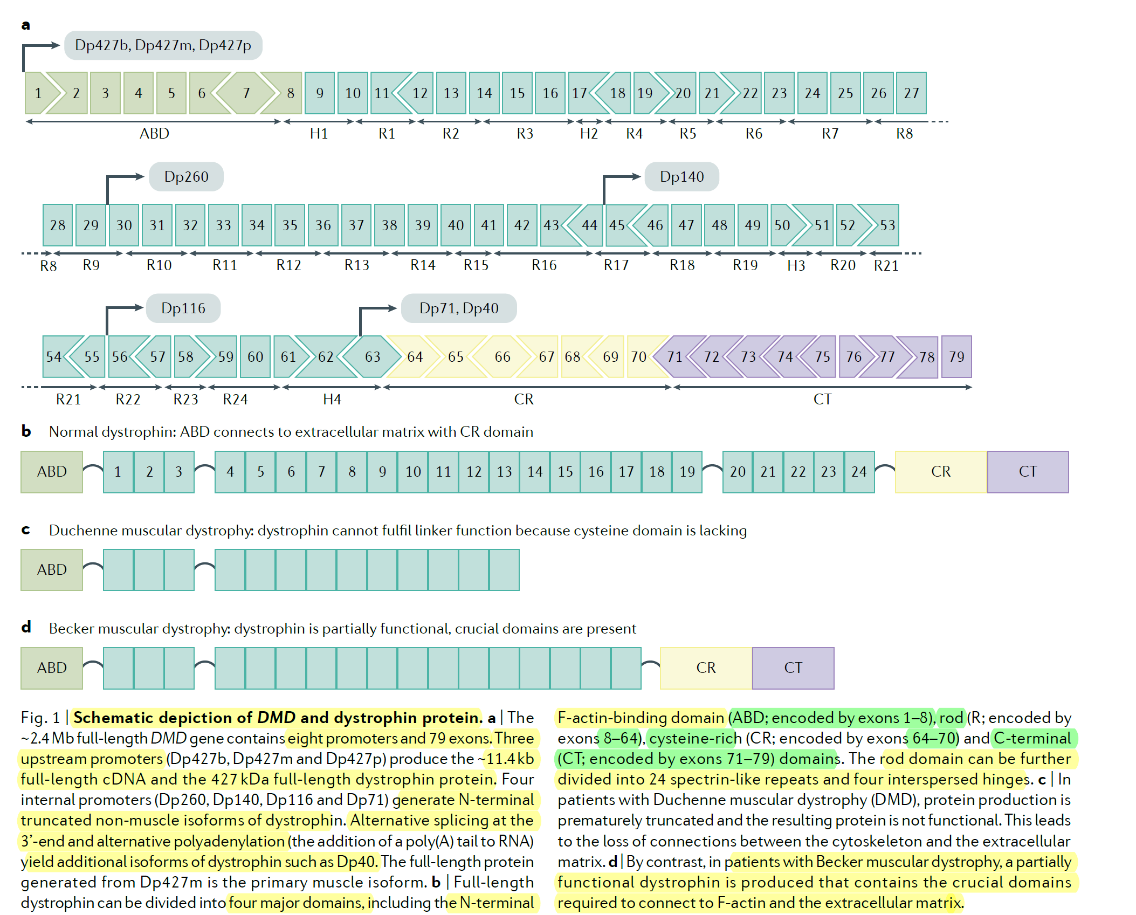 a
Dp427b, Dp427m, Dp427p
1 2 3 4 5 6 7 8 9 10 11 12 13 14 15 16 17 18 19 20 21 22 23 24 25 26 27
ABD H1 R1 R2 R3 H2 R4 R5 R6 R7 R8
Dp260 Dp140
28 29 30 31 32 33 34 35 36 37 38 39 40 41 42 43 44 45 46 47 48 49 50 51 52 53
R8 R9 R10 R11 R12 R13 R14 R15 R16 R17 R18 R19 H3 R20 R21
Dp116 Dp71, Dp40
54 55 56 57 58 59 60 61 62 63 64 65 66 67 68 69 70 71 72 73 74 75 76 77 78 79
R21 R22 R23 R24 H4 CR CT
b Normal dystrophin: ABD connects to extracellular matrix with CR domain
ABD 1 2 3 4 5 6 7 8 9 10 11 12 13 14 15 16 17 18 19 20 21 22 23 24 CR CT
c Duchenne muscular dystrophy: dystrophin cannot fulfil linker function because cysteine domain is lacking
ABD
d Becker muscular dystrophy: dystrophin is partially functional, crucial domains are present
ABD CR CT
Fig. 1 | Schematic depiction of DMD and dystrophin protein. a | The
~2.4 Mb full-length DMD gene contains eight promoters and 79 exons. Three
upstream promoters (Dp427b, Dp427m and Dp427p) produce the ~11.4 kb
full-length cDNA and the 427 kDa full-length dystrophin protein. Four
internal promoters (Dp260, Dp140, Dp116 and Dp71) generate N-terminal
truncated non-muscle isoforms of dystrophin. Alternative splicing at the
3'-end and alternative polyadenylation (the addition of a poly(A) tail to RNA)
yield additional isoforms of dystrophin such as Dp40. The full-length protein
generated from Dp427m is the primary muscle isoform. b | Full-length
dystrophin can be divided into four major domains, including the N-terminal
F-actin-binding domain (ABD; encoded by exons 1–8), rod (R; encoded by
exons 8–64), cysteine-rich (CR; encoded by exons 64–70) and C-terminal
(CT; encoded by exons 71–79) domains. The rod domain can be further
divided into 24 spectrin-like repeats and four interspersed hinges. c | In
patients with Duchenne muscular dystrophy (DMD), protein production is
prematurely truncated and the resulting protein is not functional. This leads
to the loss of connections between the cytoskeleton and the extracellular
matrix. d | By contrast, in patients with Becker muscular dystrophy, a partially
functional dystrophin is produced that contains the crucial domains
required to connect to F-actin and the extracellular matrix.